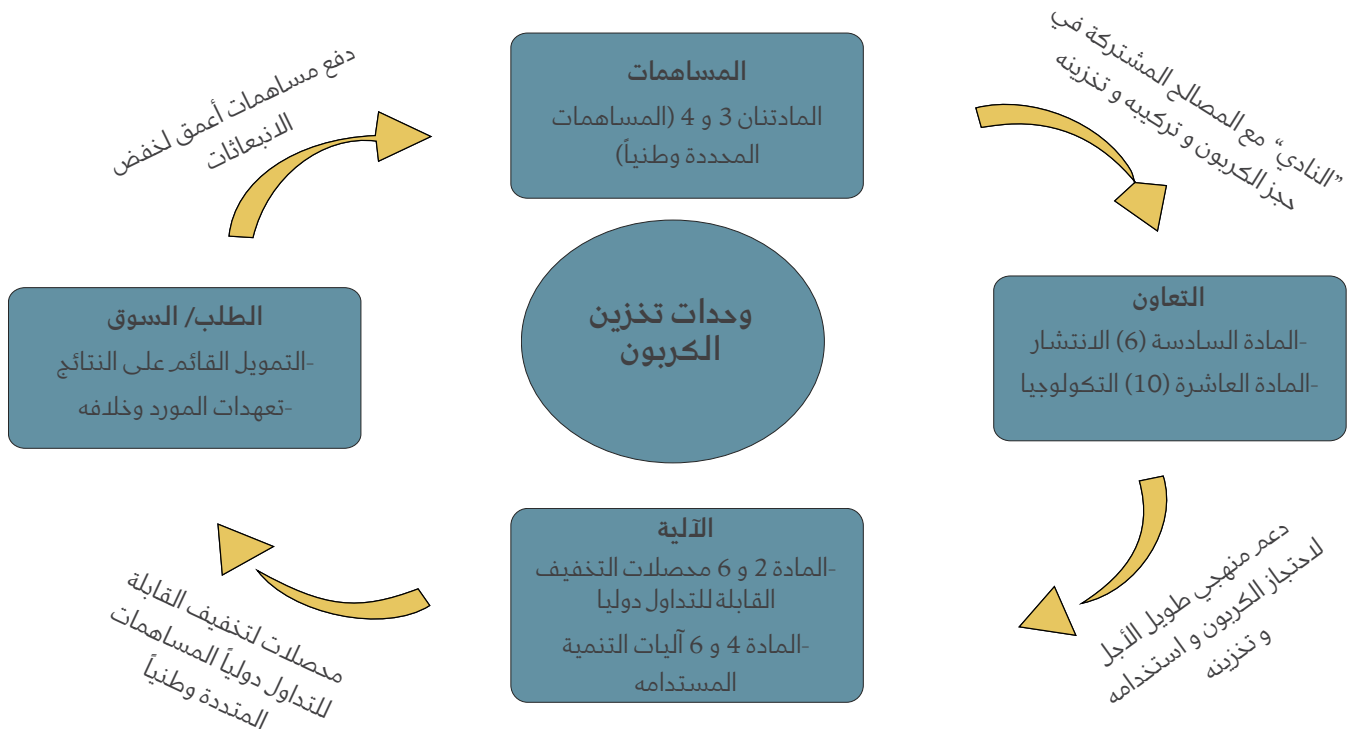 المساهمات
المادتنان 3 و 4 (المساهمات
المحددة وطنياً)
”النادي“ مع المصالح المشتركة في
حجز الكربون و تركيبه و تخزينه
التعاون
-المادة السادسة (6) الانتشار
-المادة العاشرة (10) التكولوجيا
دعم منهجي طويل الأجل
لاحتجاز الكربون و استخدامه
و تخزينه
الآلية
-المادة 2 و 6 محصلات التخفيف
القابلة للتداول دوليا
-المادة 4 و 6 آليات التنمية
المستدامه
محصلات لتخفيف القابلة
للتداول دولياً المساهمات
المتددة وطنياً
الطلب/ السوق
-التمويل القائم على النتائج
-تعهدات المورد وخلافه
دفع مساهمات أعمق لخفض
الانبعاثات
وحدات تخزين
الكربون